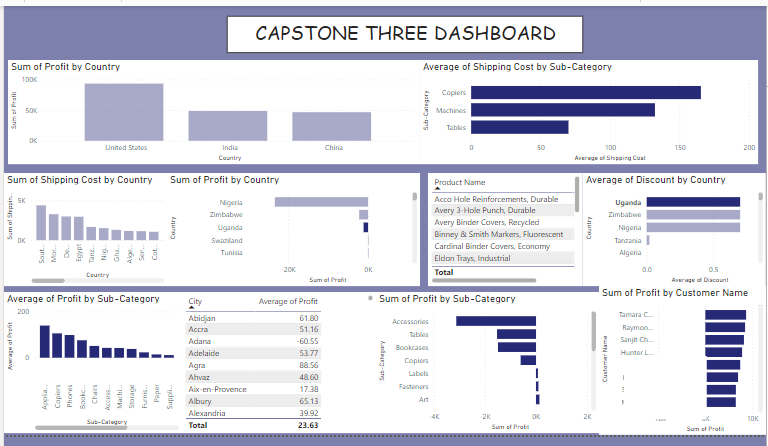 CAPSTONE THREE DASHBOARD
Sum of Profit by Country
Sum of Profit
100K
50K
0K
United States
India
China
Country
Average of Shipping Cost by Sub-Category
Sub-Category
Copiers
Machines
Tables
0
50
100
150
200
Average of Shipping Cost
Sum of Shipping Cost by Country
Sum of Shippin...
5K
0K
Sout...
Mor...
De...
Egypt
Tanz...
Nig...
Gha...
Alge...
Sen...
Cot...
Country
Sum of Profit by Country
Country
Nigeria
Zimbabwe
Uganda
Swaziland
Tunisia
20K
0K
Sum of Profit
Product Name
Acco Hole Reinforcements, Durable
Avery 3-Hole Punch, Durable
Avery Binder Covers, Recycled
Binney & Smith Markers, Fluorescent
Cardinal Binder Covers, Economy
Eldon Trays, Industrial
Total
Average of Discount by Country
Country
Uganda
Zimbabwe
Nigeria
Tanzania
Algeria
0.0
0.5
Average of Discount
Average of Profit by Sub-Category
Average of Profit
200
0
Applia...
Copiers
Phones
Bookc...
Chairs
Access...
Machi...
Storage
Furnis...
Paper
Suppli...
Sub-Category
City Average of Profit
Abidjan 61.80
Accra 51.16
Adana -60.55
Adelaide 53.77
Agra 88.56
Ahvaz 48.60
Aix-en-Provence 17.38
Albury 65.13
Alexandria 39.92
Total 23.63
Sum of Profit by Sub-Category
Sub-Category
Accessories
Tables
Bookcases
Copiers
Labels
Fasteners
Art
-4K
-2K
0K
2K
Sum of Profit
Sum of Profit by Customer Name
Customer Name
Tamara C...
Raymon...
Sanjit Ch...
Hunter L...
5K
10K
Sum of Profit